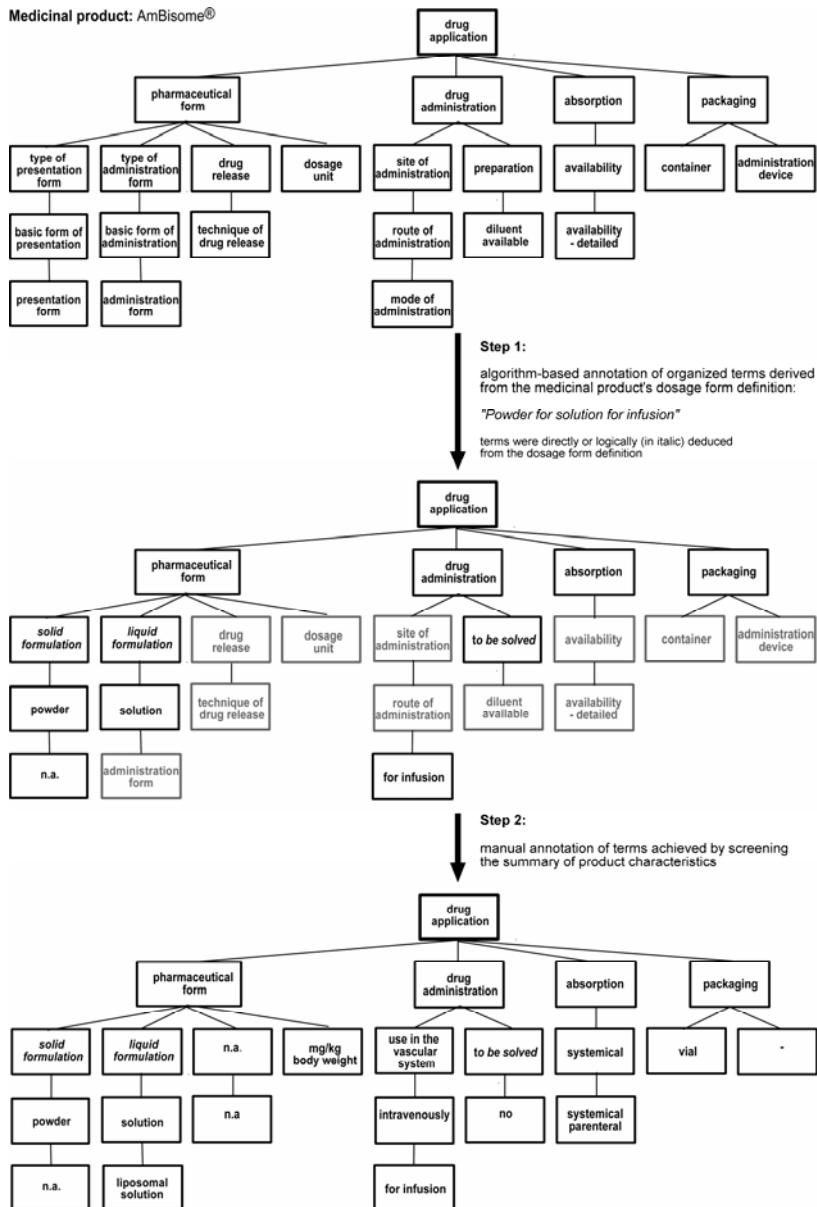 Medicinal product: AmBisome®
drug
application
pharmaceutical
form
drug
administration
absorption
packaging
type of
presentation
form
type of
administration
form
drug
release
dosage
unit
site of
administration
preparation
availability
container
administration
device
basic form of
presentation
basic form of
administration
technique of
drug release
route of
administration
diluent
available
availability
- detailed
presentation
form
administration
form
mode of
administration
Step 1:
algorithm-based annotation of organized terms derived
from the medicinal product's dosage form definition:
"Powder for solution for infusion"
terms were directly or logically (in italic) deduced
from the dosage form definition
drug
application
pharmaceutical
form
drug
administration
absorption
packaging
solid
formulation
liquid
formulation
drug
release
dosage
unit
site of
administration
to be solved
availability
container
administration
device
powder
solution
technique of
drug release
route of
administration
diluent
available
availability
- detailed
n.a.
administration
form
for infusion
Step 2:
manual annotation of terms achieved by screening
the summary of product characteristics
drug
application
pharmaceutical
form
drug
administration
absorption
packaging
solid
formulation
liquid
formulation
n.a.
mg/kg
body weight
use in the
vascular
system
to be solved
systemical
vial
-
powder
solution
n.a
intravenously
no
systemical
parenteral
n.a.
liposomal
solution
for infusion